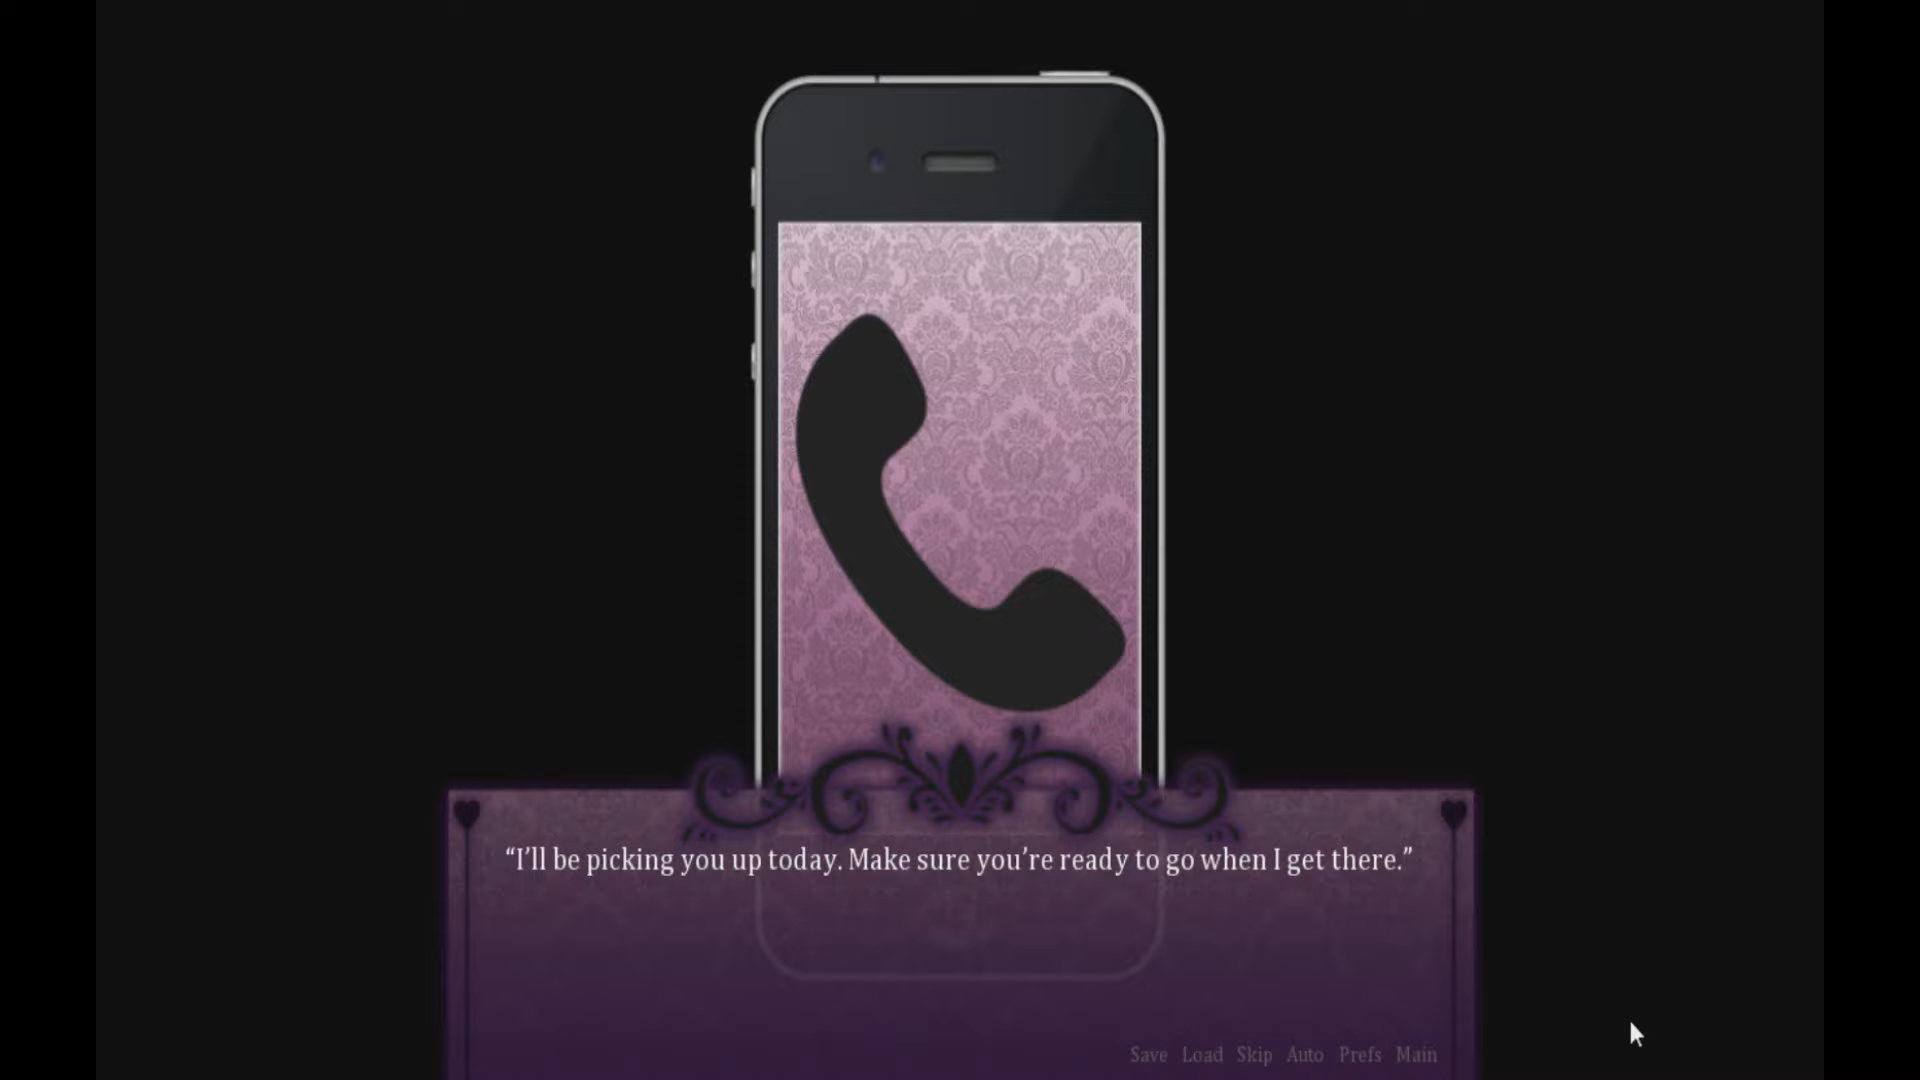 “I’ll be picking you up today. Make sure you’re ready to go when I get there.”
Save Load Skip Auto Prefs Main